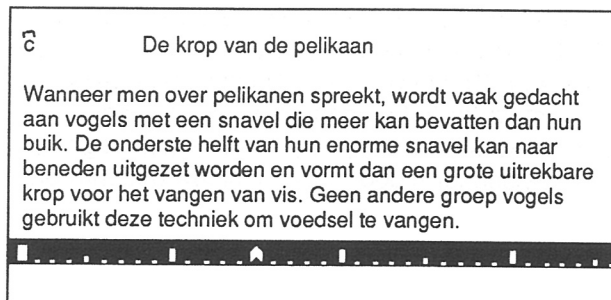 c De krop van de pelikaan
Wanneer men over pelikanen spreekt, wordt vaak gedacht
aan vogels met een snavel die meer kan bevatten dan hun
buik. De onderste helft van hun enorme snavel kan naar
beneden uitgezet worden en vormt dan een grote uitrekbare
krop voor het vangen van vis. Geen andere groep vogels
gebruikt deze techniek om voedsel te vangen.